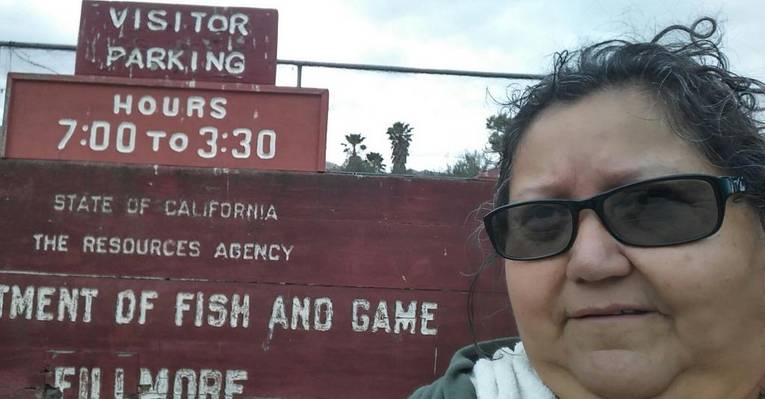 VISITOR
PARKING
HOURS
7:00 TO 3:30
STATE OF CALIFORNIA
THE RESOURCES AGENCY
TMENT OF FISH AND GAME
FILLMORE